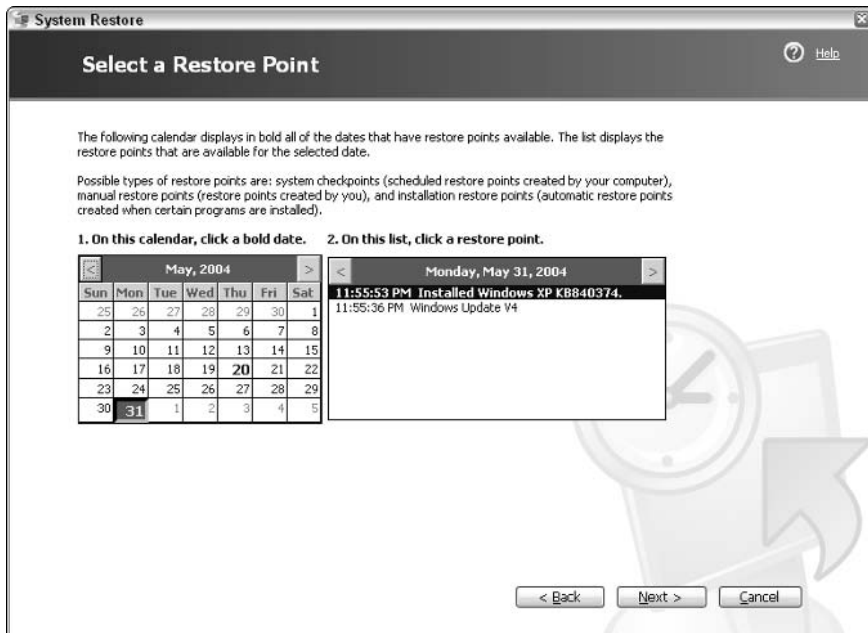 System Restore
Select a Restore Point
Help
The following calendar displays in bold all of the dates that have restore points available. The list displays the
restore points that are available for the selected date.
Possible types of restore points are: system checkpoints (scheduled restore points created by your computer),
manual restore points (restore points created by you), and installation restore points (automatic restore points
created when certain programs are installed).
1. On this calendar, click a bold date.
2. On this list, click a restore point.
< May, 2004 >
Sun Mon Tue Wed Thu Fri Sat
25 26 27 28 29 30 1
2 3 4 5 6 7 8
9 10 11 12 13 14 15
16 17 18 19 20 21 22
23 24 25 26 27 28 29
30 31 1 2 3 4 5
< Monday, May 31, 2004 >
11:55:53 PM Installed Windows XP KB840374.
11:55:36 PM Windows Update V4
< Back
Next >
Cancel